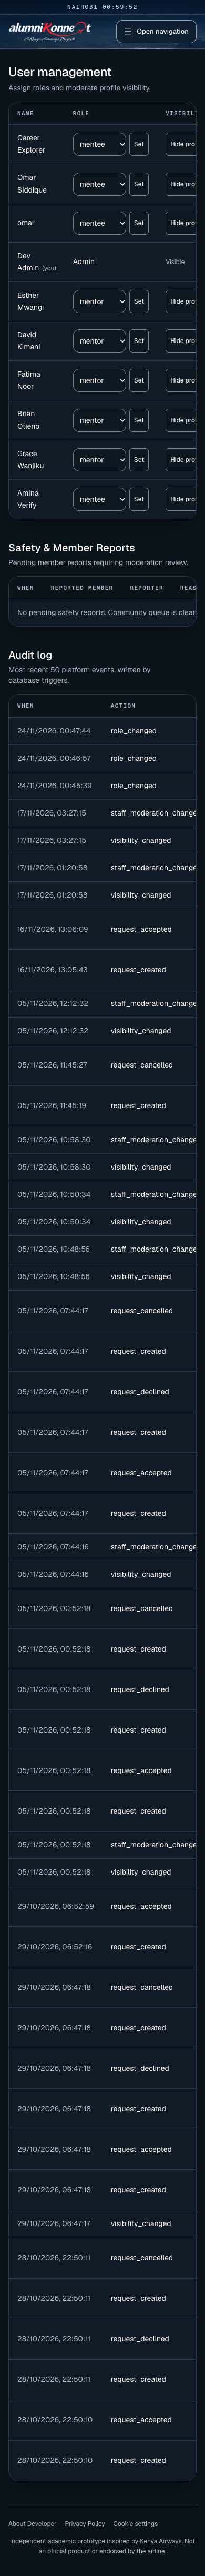 NAIROBI 00:59:52
alumniKonnect
Open navigation
User management
Assign roles and moderate profile visibility.
NAME ROLE VISIBILI
Career Explorer mentee Set Hide prof
Omar Siddique mentee Set Hide prof
omar mentee Set Hide prof
Dev Admin (you) Admin Visible
Esther Mwangi mentor Set Hide prof
David Kimani mentor Set Hide prof
Fatima Noor mentor Set Hide prof
Brian Otieno mentor Set Hide prof
Grace Wanjiku mentor Set Hide prof
Amina Verify mentee Set Hide prof
Safety & Member Reports
Pending member reports requiring moderation review.
WHEN REPORTED MEMBER REPORTER REAS
No pending safety reports. Community queue is clean
Audit log
Most recent 50 platform events, written by
database triggers.
WHEN ACTION
24/11/2026, 00:47:44 role_changed
24/11/2026, 00:46:57 role_changed
24/11/2026, 00:45:39 role_changed
17/11/2026, 03:27:15 staff_moderation_change
17/11/2026, 03:27:15 visibility_changed
17/11/2026, 01:20:58 staff_moderation_change
17/11/2026, 01:20:58 visibility_changed
16/11/2026, 13:06:09 request_accepted
16/11/2026, 13:05:43 request_created
05/11/2026, 12:12:32 staff_moderation_change
05/11/2026, 12:12:32 visibility_changed
05/11/2026, 11:45:27 request_cancelled
05/11/2026, 11:45:19 request_created
05/11/2026, 10:58:30 staff_moderation_change
05/11/2026, 10:58:30 visibility_changed
05/11/2026, 10:50:34 staff_moderation_change
05/11/2026, 10:50:34 visibility_changed
05/11/2026, 10:48:56 staff_moderation_change
05/11/2026, 10:48:56 visibility_changed
05/11/2026, 07:44:17 request_cancelled
05/11/2026, 07:44:17 request_created
05/11/2026, 07:44:17 request_declined
05/11/2026, 07:44:17 request_created
05/11/2026, 07:44:17 request_accepted
05/11/2026, 07:44:17 request_created
05/11/2026, 07:44:16 staff_moderation_change
05/11/2026, 07:44:16 visibility_changed
05/11/2026, 00:52:18 request_cancelled
05/11/2026, 00:52:18 request_created
05/11/2026, 00:52:18 request_declined
05/11/2026, 00:52:18 request_created
05/11/2026, 00:52:18 request_accepted
05/11/2026, 00:52:18 request_created
05/11/2026, 00:52:18 staff_moderation_change
05/11/2026, 00:52:18 visibility_changed
29/10/2026, 06:52:59 request_accepted
29/10/2026, 06:52:16 request_created
29/10/2026, 06:47:18 request_cancelled
29/10/2026, 06:47:18 request_created
29/10/2026, 06:47:18 request_declined
29/10/2026, 06:47:18 request_created
29/10/2026, 06:47:18 request_accepted
29/10/2026, 06:47:18 request_created
29/10/2026, 06:47:17 visibility_changed
28/10/2026, 22:50:11 request_cancelled
28/10/2026, 22:50:11 request_created
28/10/2026, 22:50:11 request_declined
28/10/2026, 22:50:11 request_created
28/10/2026, 22:50:10 request_accepted
28/10/2026, 22:50:10 request_created
About Developer Privacy Policy Cookie settings
Independent academic prototype inspired by Kenya Airways. Not
an official product or endorsed by the airline.